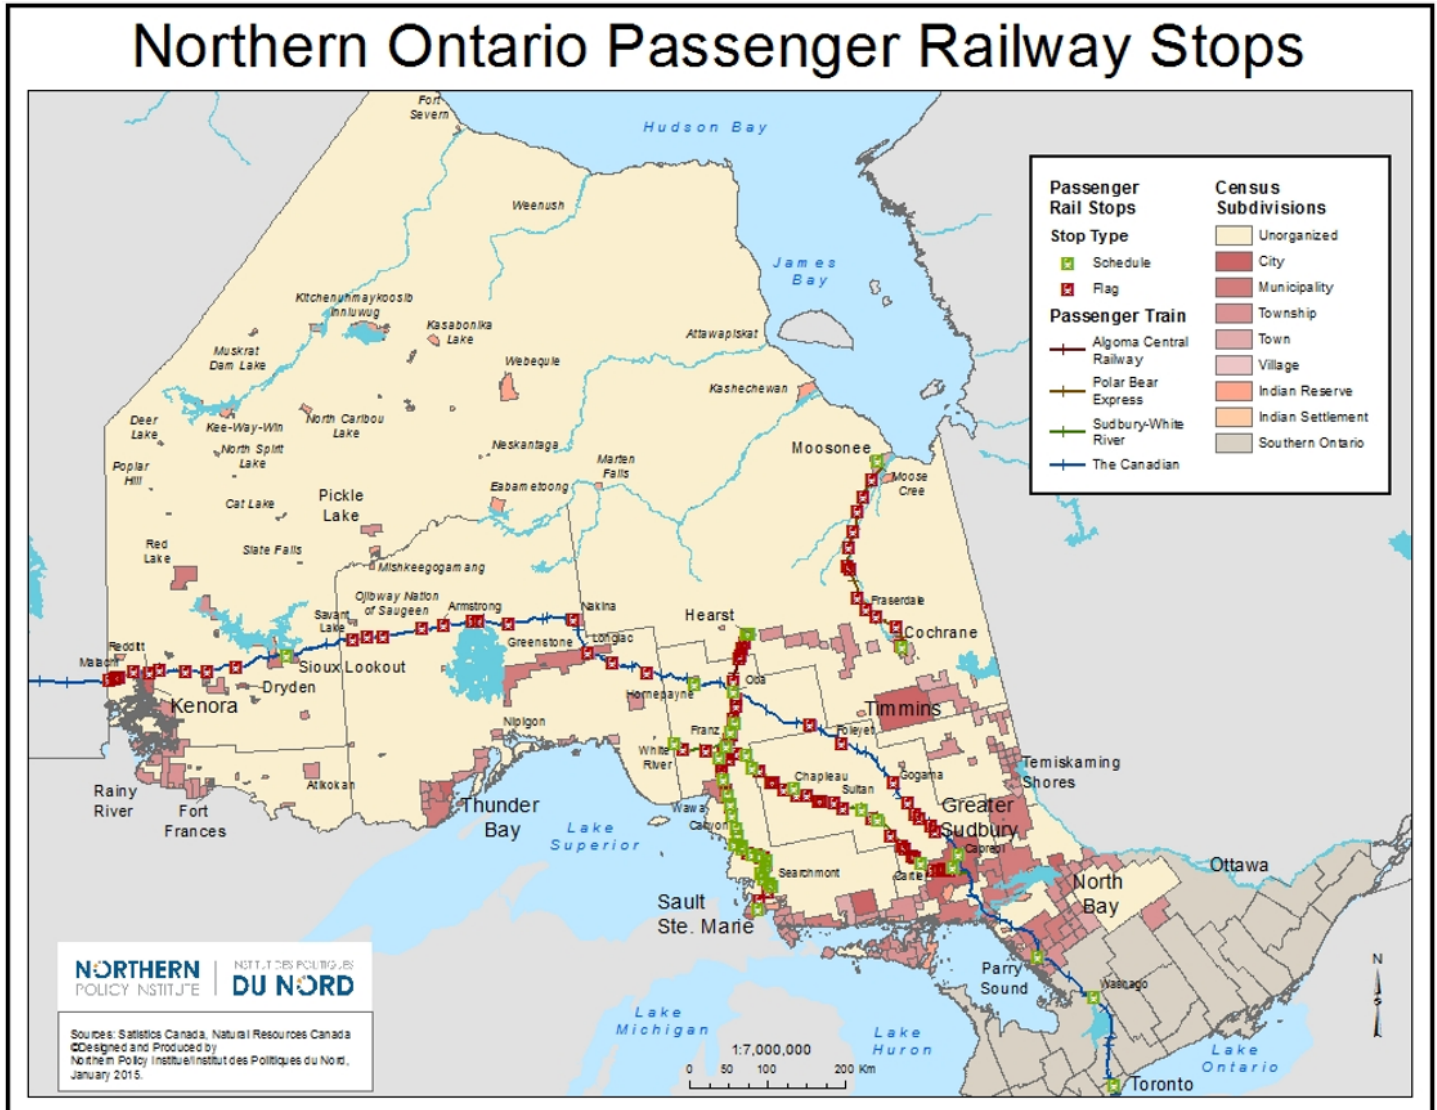 Northern Ontario Passenger Railway Stops
Fort
Severn
Hudson Bay
Weenush
James
Bay
Kitchenuhmaykoosib
Inniuwug
Kasabonika
Lake
Attawapiskat
Muskrat
Dam Lake
Webequie
Kashechewan
Deer
Lake
Kee-Way-Win
North Caribou
Lake
North Spirit
Lake
Neskantaga
Moosonee
Poplar
Hill
Marten
Falls
Moose
Cree
Cat Lake
Pickle
Lake
Eabametoong
Red
Lake
Slate Falls
Mishkeegogamang
Ojibway Nation
of Saugeen
Armstrong
Nakina
Fraserdale
Savant
Lake
Hearst
Cochrane
Redditt
Malachi
Sioux Lookout
Greenstone
Longlac
Dryden
Hornepayne
Oba
Kenora
Timmins
Nipigon
Franz
Foleyet
White
River
Temiskaming
Shores
Chapleau
Gogama
Sultan
Atikokan
Rainy
River
Fort
Frances
Thunder
Bay
Wawa
Canyon
Greater
Sudbury
Capreol
Lake
Superior
Searchmont
Cartier
Ottawa
North
Bay
Sault
Ste. Marie
Parry
Sound
Washago
Lake
Michigan
Lake
Huron
Lake
Ontario
Toronto
Passenger
Rail Stops
Stop Type
Schedule
Flag
Passenger Train
Algoma Central
Railway
Polar Bear
Express
Sudbury-White
River
The Canadian
Census
Subdivisions
Unorganized
City
Municipality
Township
Town
Village
Indian Reserve
Indian Settlement
Southern Ontario
NORTHERN
POLICY INSTITUTE
INSTITUT DES POLITIQUES
DU NORD
Sources: Satistics Canada, Natural Resources Canada
©Designed and Produced by
Northern Policy Institue/Institut des Politiques du Nord,
January 2015.
1:7,000,000
0 50 100 200 Km
N
S